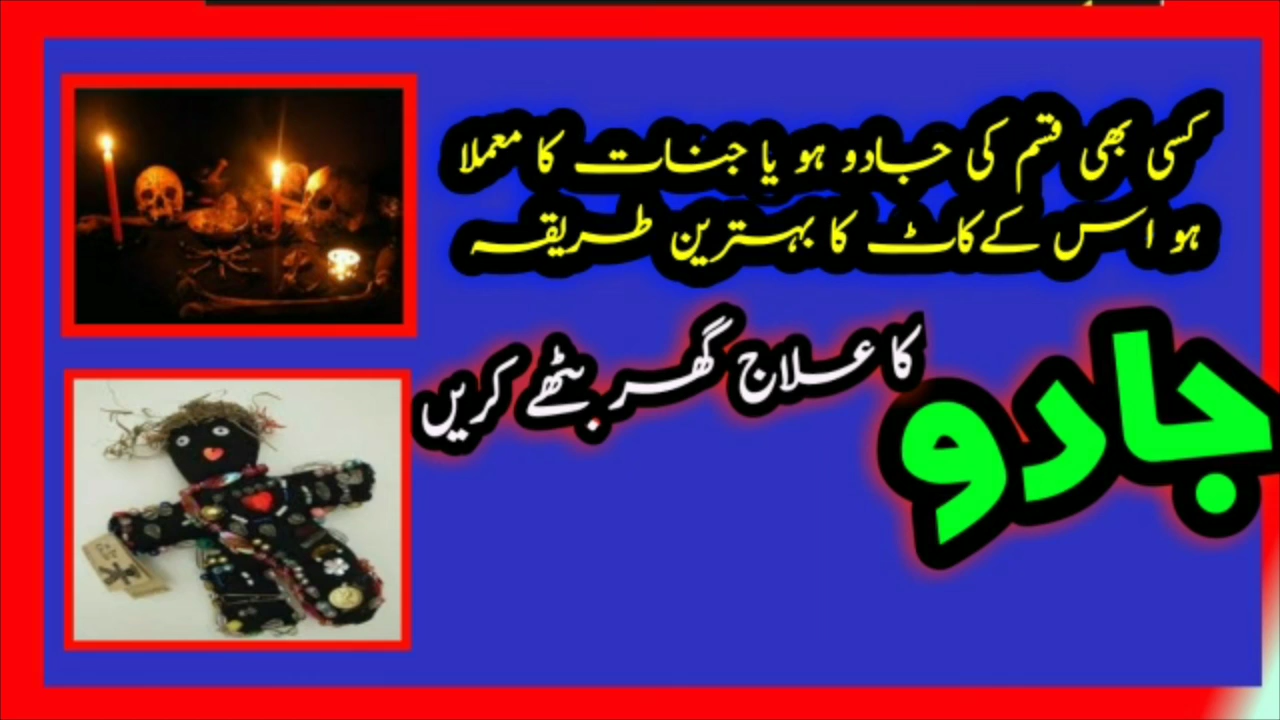 کسی بھی قسم کی جادو ہو یا جنات کا معملا
ہو اس کے کاٹ کا بہترین طریقہ
جادو کا علاج گھر بٹھے کریں